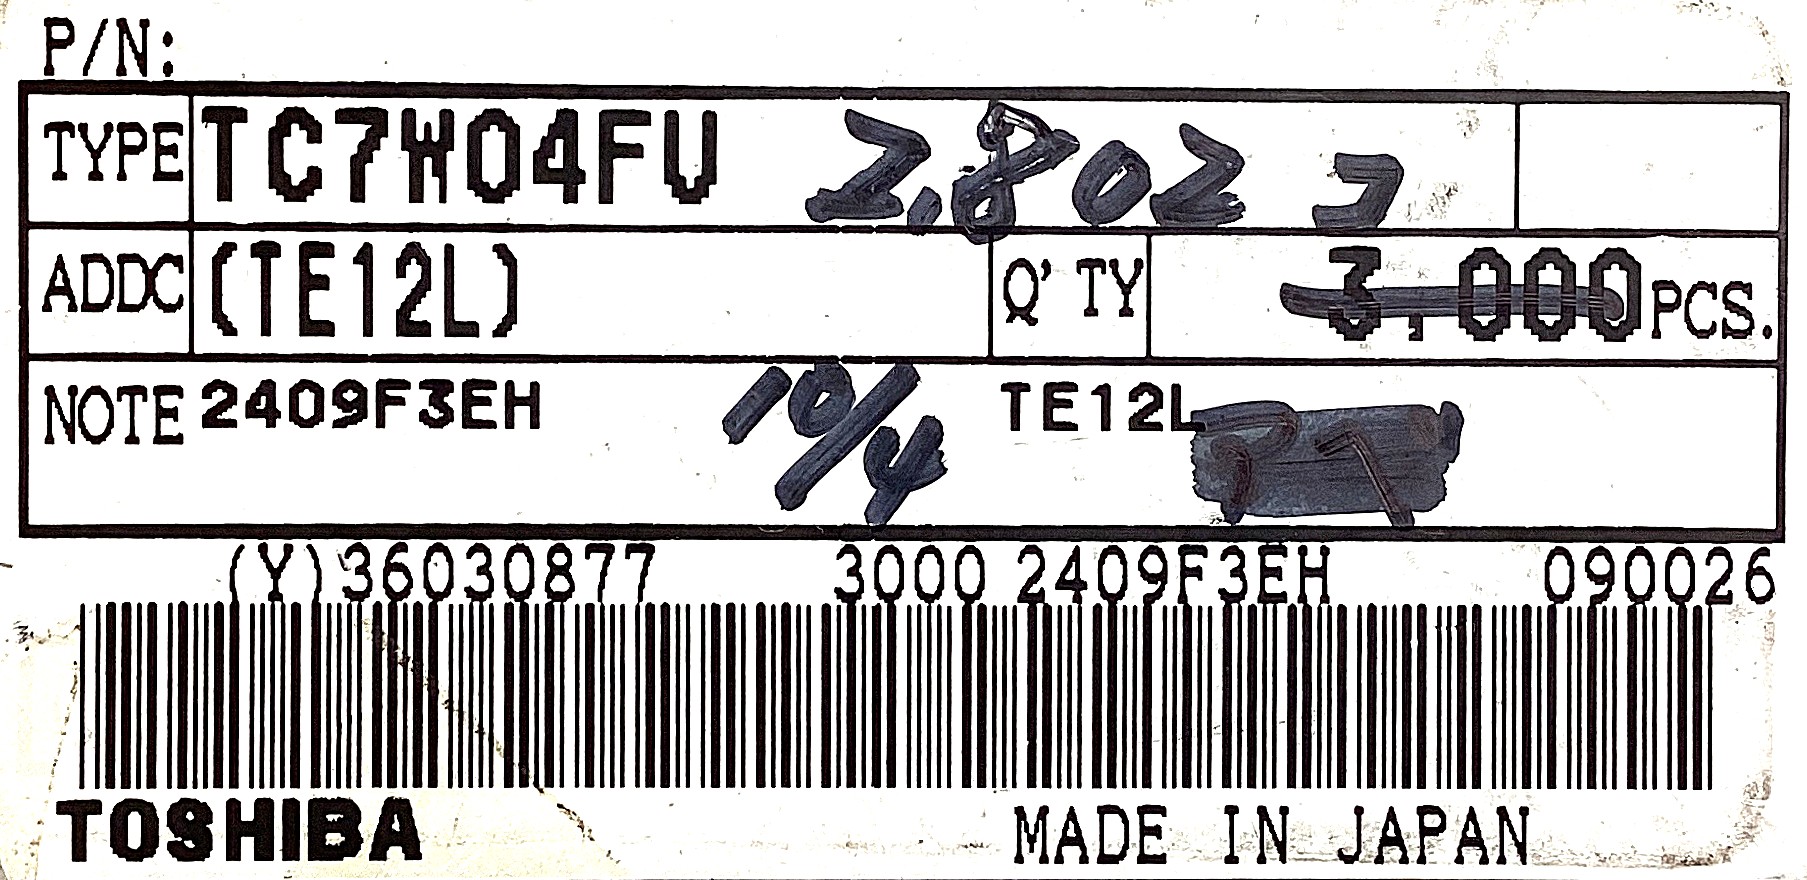 P/N:
TYPE TC7W04FU 2,802 コ
ADDC (TE12L) Q'TY 3,000 PCS.
NOTE 2409F3EH 10/4 TE12L
(Y)36030877 3000 2409F3EH 090026
TOSHIBA MADE IN JAPAN